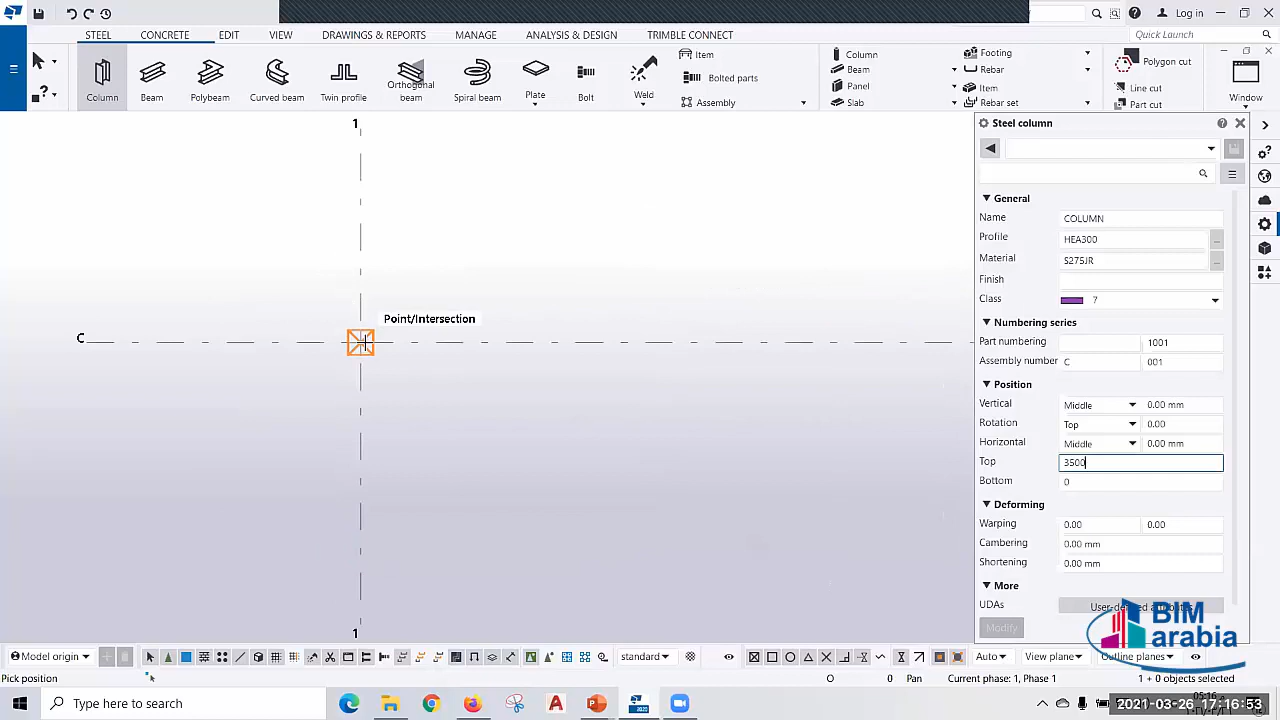 Log in
STEEL CONCRETE EDIT VIEW DRAWINGS & REPORTS MANAGE ANALYSIS & DESIGN TRIMBLE CONNECT Quick Launch
Column Beam Polybeam Curved beam Twin profile Orthogonal beam Spiral beam Plate Bolt Weld
Item
Bolted parts
Assembly
Column
Beam
Panel
Slab
Footing
Rebar
Item
Rebar set
Polygon cut
Line cut
Part cut
Window
1
Point/Intersection
C
1
Steel column
General
Name COLUMN
Profile HEA300
Material S275JR
Finish
Class 7
Numbering series
Part numbering 1001
Assembly number C 001
Position
Vertical Middle 0.00 mm
Rotation Top 0.00
Horizontal Middle 0.00 mm
Top 3500
Bottom 0
Deforming
Warping 0.00 0.00
Cambering 0.00 mm
Shortening 0.00 mm
More
UDAs
Modify
BIM
arabia
Model origin standard Auto View plane Outline planes
Pick position O 0 Pan Current phase: 1, Phase 1 1 + 0 objects selected
Type here to search
2021-03-26 17:16:53